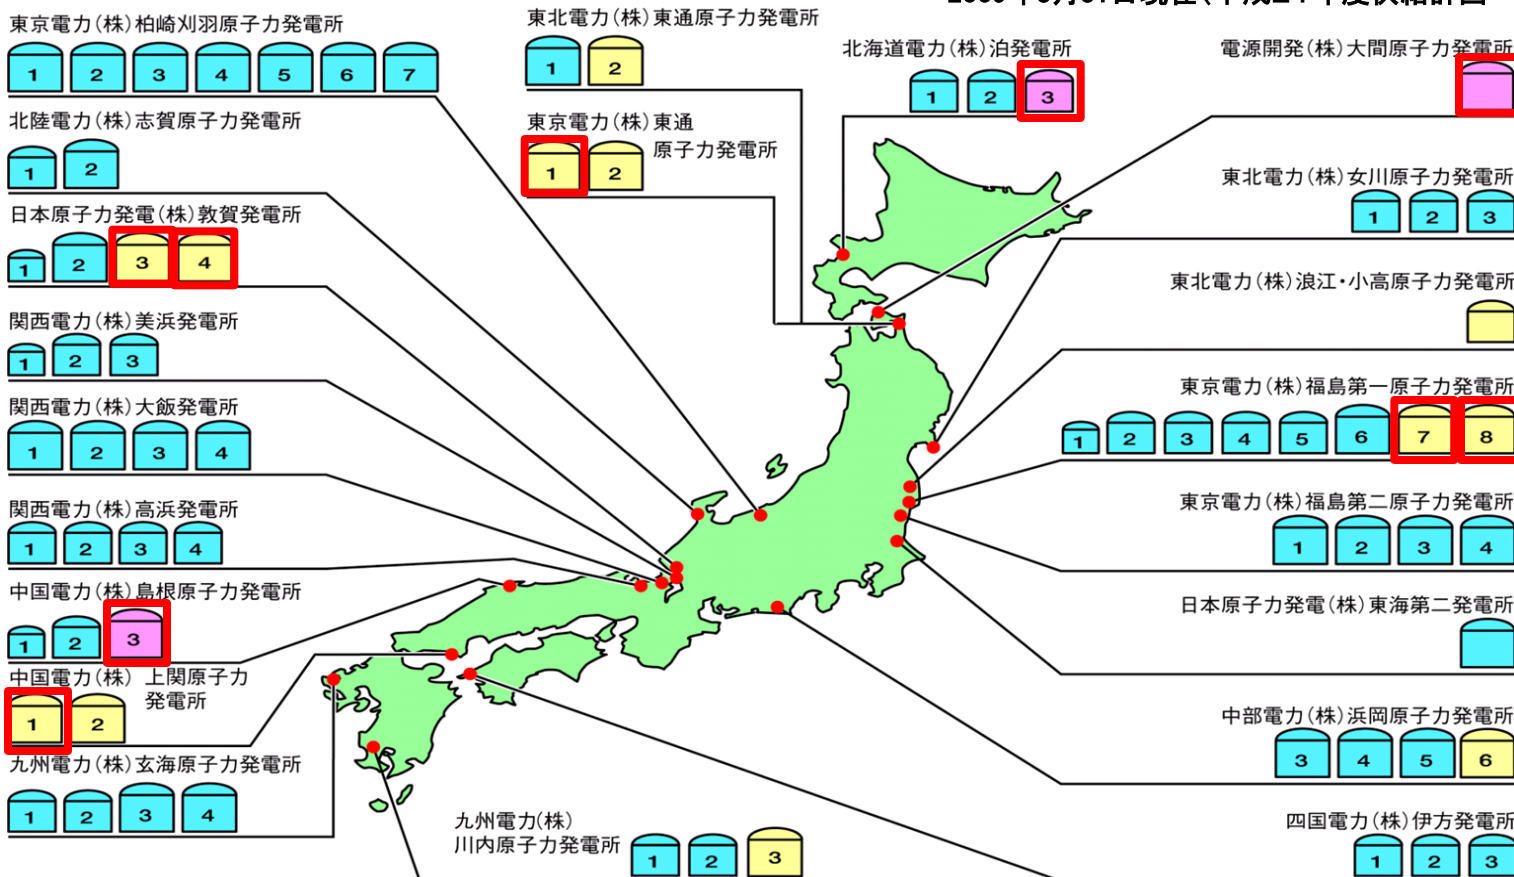 東京電力(株)柏崎刈羽原子力発電所
1 2 3 4 5 6 7
北陸電力(株)志賀原子力発電所
1 2
日本原子力発電(株)敦賀発電所
1 2 3 4
関西電力(株)美浜発電所
1 2 3
関西電力(株)大飯発電所
1 2 3 4
関西電力(株)高浜発電所
1 2 3 4
中国電力(株)島根原子力発電所
1 2 3
中国電力(株) 上関原子力
発電所
1 2
九州電力(株)玄海原子力発電所
1 2 3 4
東北電力(株)東通原子力発電所
1 2
東京電力(株)東通
原子力発電所
1 2
北海道電力(株)泊発電所
1 2 3
電源開発(株)大間原子力発電所
東北電力(株)女川原子力発電所
1 2 3
東北電力(株)浪江・小高原子力発電所
東京電力(株)福島第一原子力発電所
1 2 3 4 5 6 7 8
東京電力(株)福島第二原子力発電所
1 2 3 4
日本原子力発電(株)東海第二発電所
中部電力(株)浜岡原子力発電所
3 4 5 6
四国電力(株)伊方発電所
1 2 3
九州電力(株)
川内原子力発電所
1 2 3